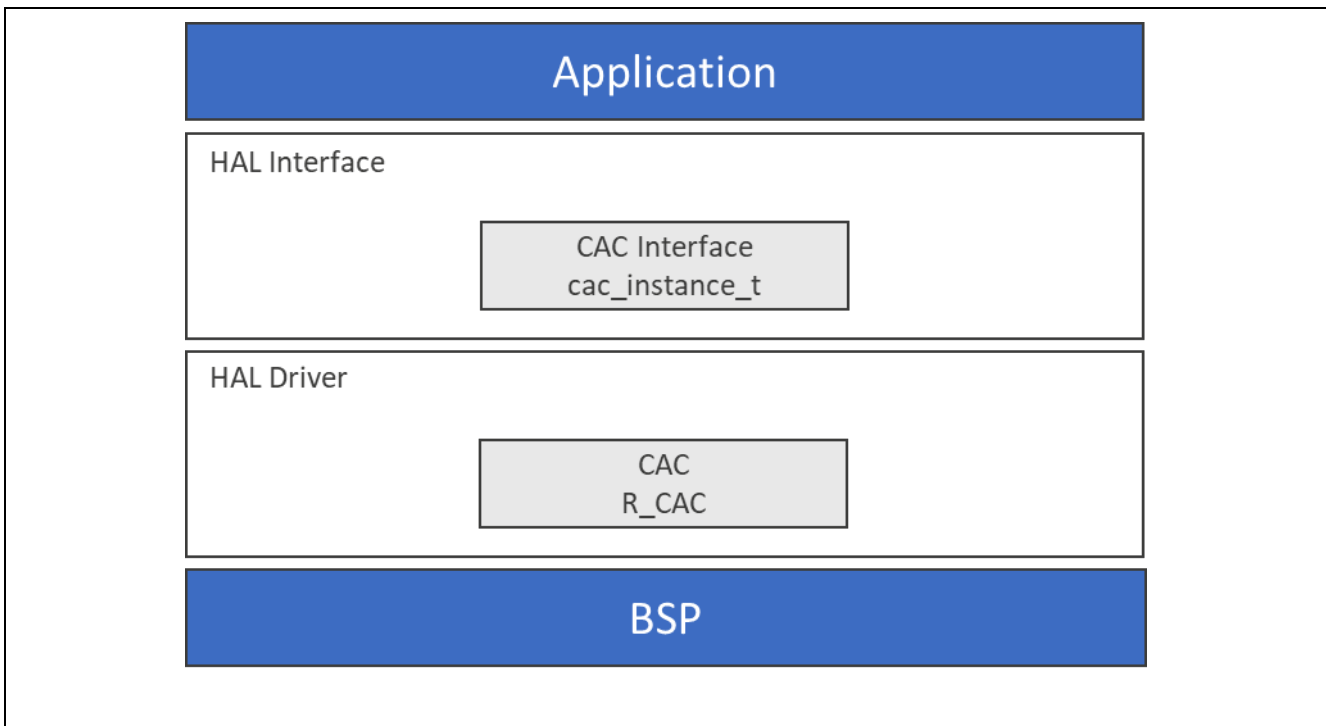 Application
HAL Interface
CAC Interface
cac_instance_t
HAL Driver
CAC
R_CAC
BSP